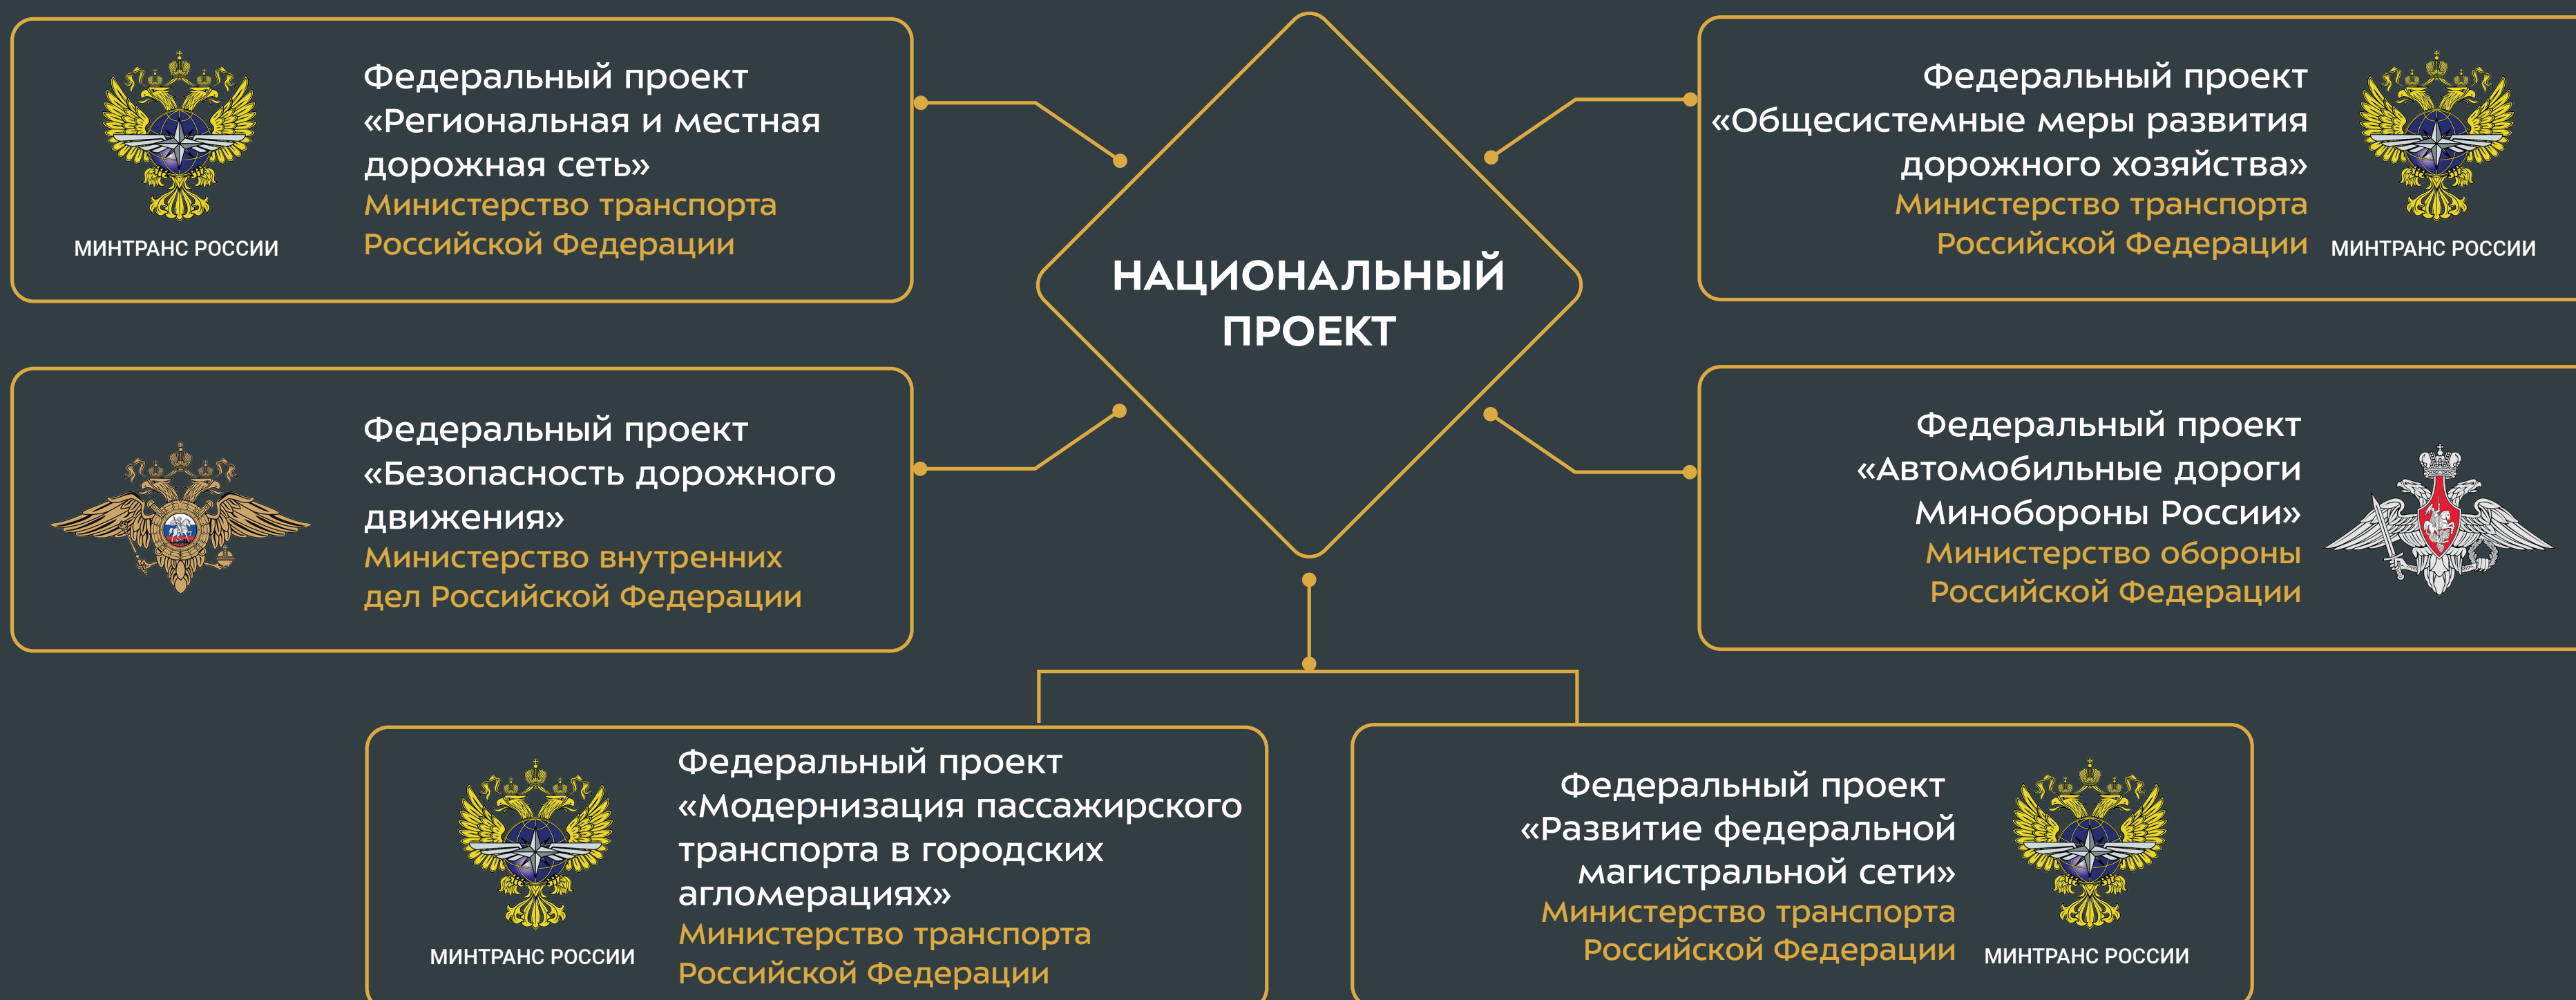 Федеральный проект
«Региональная и местная
дорожная сеть»
Министерство транспорта
Российской Федерации
МИНТРАНС РОССИИ
НАЦИОНАЛЬНЫЙ
ПРОЕКТ
Федеральный проект
«Общесистемные меры развития
дорожного хозяйства»
Министерство транспорта
Российской Федерации
МИНТРАНС РОССИИ
Федеральный проект
«Безопасность дорожного
движения»
Министерство внутренних
дел Российской Федерации
Федеральный проект
«Автомобильные дороги
Минобороны России»
Министерство обороны
Российской Федерации
Федеральный проект
«Модернизация пассажирского
транспорта в городских
агломерациях»
Министерство транспорта
Российской Федерации
МИНТРАНС РОССИИ
Федеральный проект
«Развитие федеральной
магистральной сети»
Министерство транспорта
Российской Федерации
МИНТРАНС РОССИИ